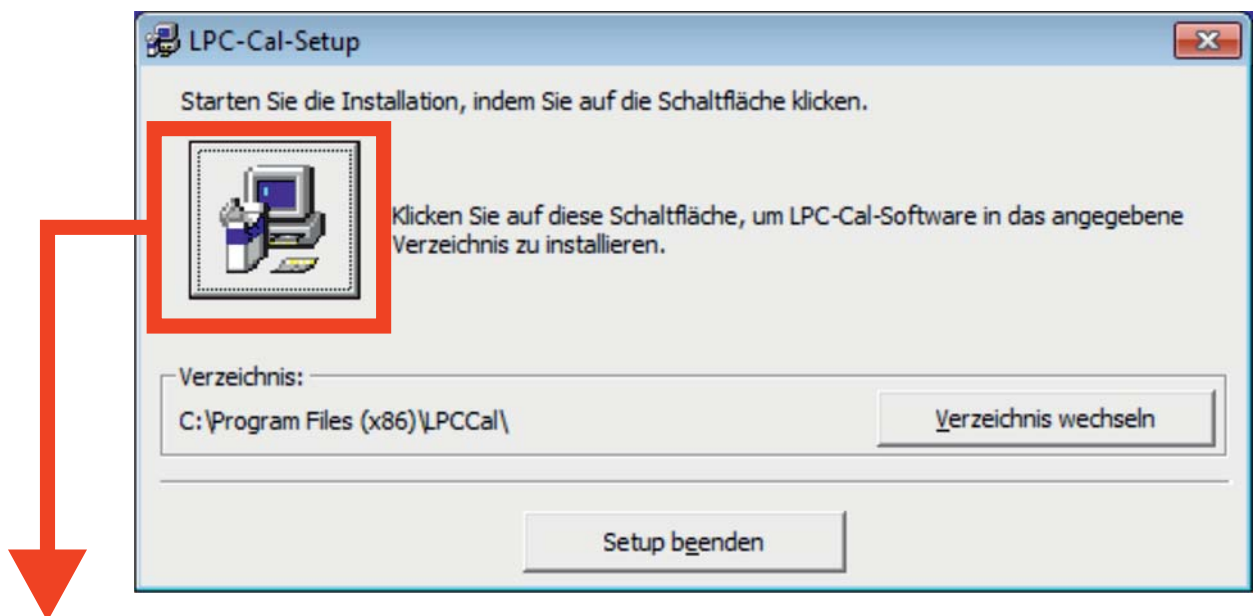 LPC-Cal-Setup
Starten Sie die Installation, indem Sie auf die Schaltfläche klicken.
Klicken Sie auf diese Schaltfläche, um LPC-Cal-Software in das angegebene
Verzeichnis zu installieren.
Verzeichnis:
C:\Program Files (x86)\LPCCal\
Verzeichnis wechseln
Setup beenden